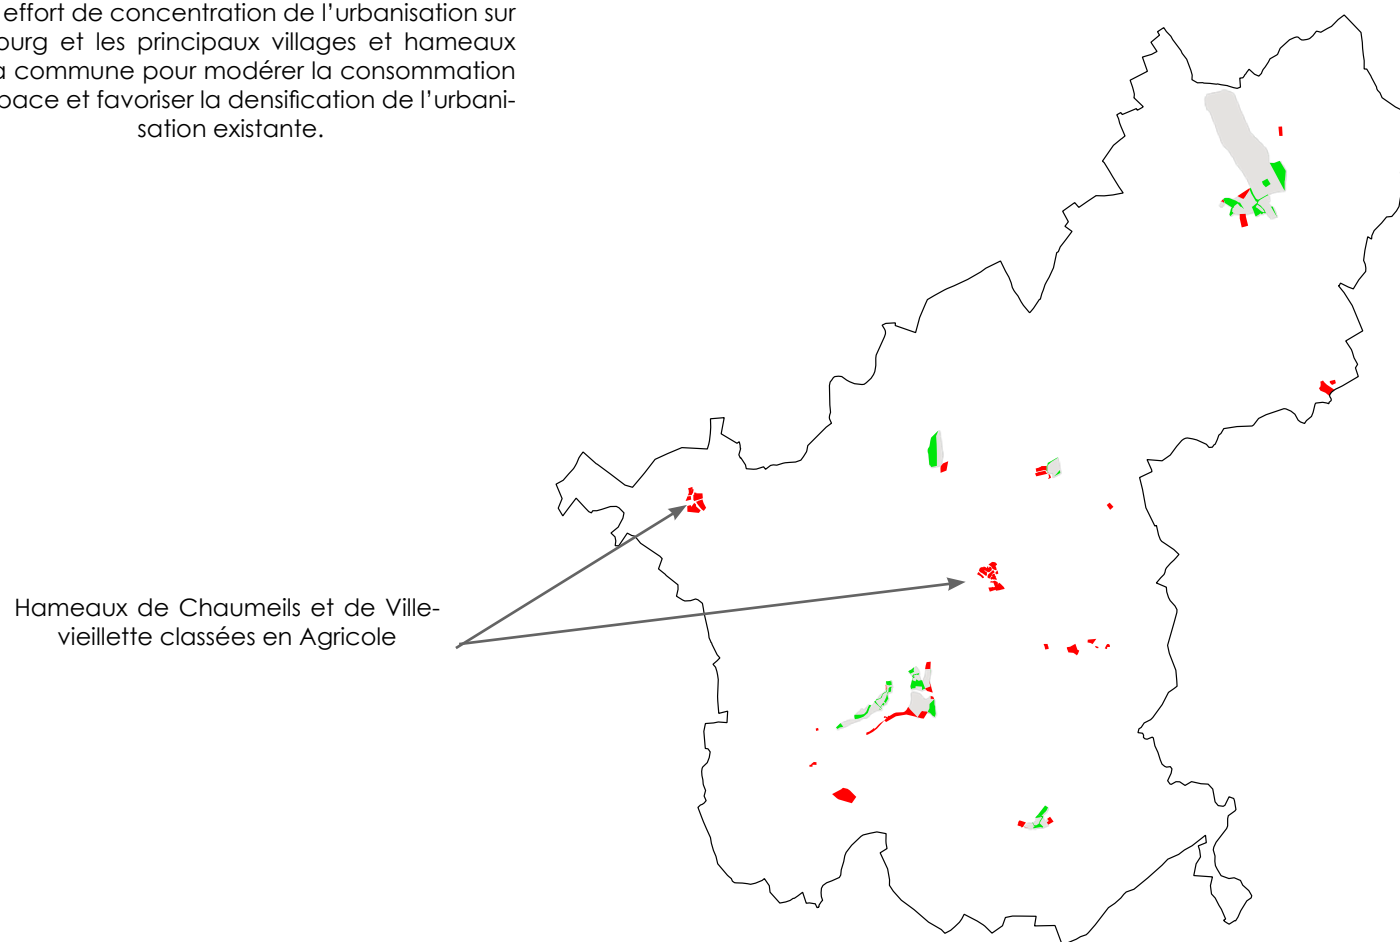 effort de concentration de l’urbanisation sur
ourg et les principaux villages et hameaux
a commune pour modérer la consommation
pace et favoriser la densification de l’urbani-
sation existante.
Hameaux de Chaumeils et de Ville-
vieillette classées en Agricole